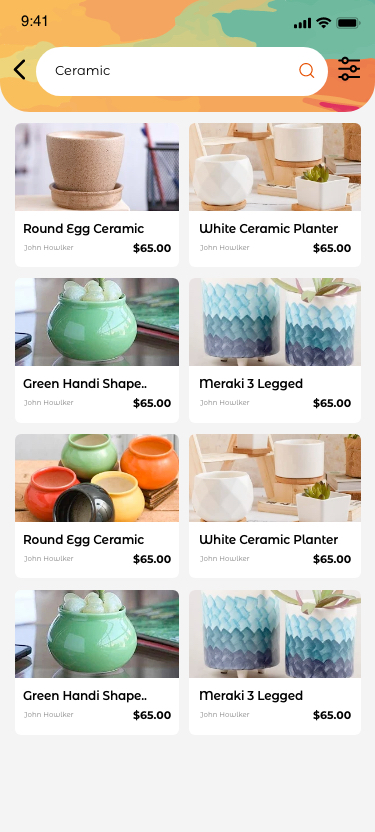 9:41
Ceramic
Round Egg Ceramic
John Howlker
$65.00
White Ceramic Planter
John Howlker
$65.00
Green Handi Shape..
John Howlker
$65.00
Meraki 3 Legged
John Howlker
$65.00
Round Egg Ceramic
John Howlker
$65.00
White Ceramic Planter
John Howlker
$65.00
Green Handi Shape..
John Howlker
$65.00
Meraki 3 Legged
John Howlker
$65.00